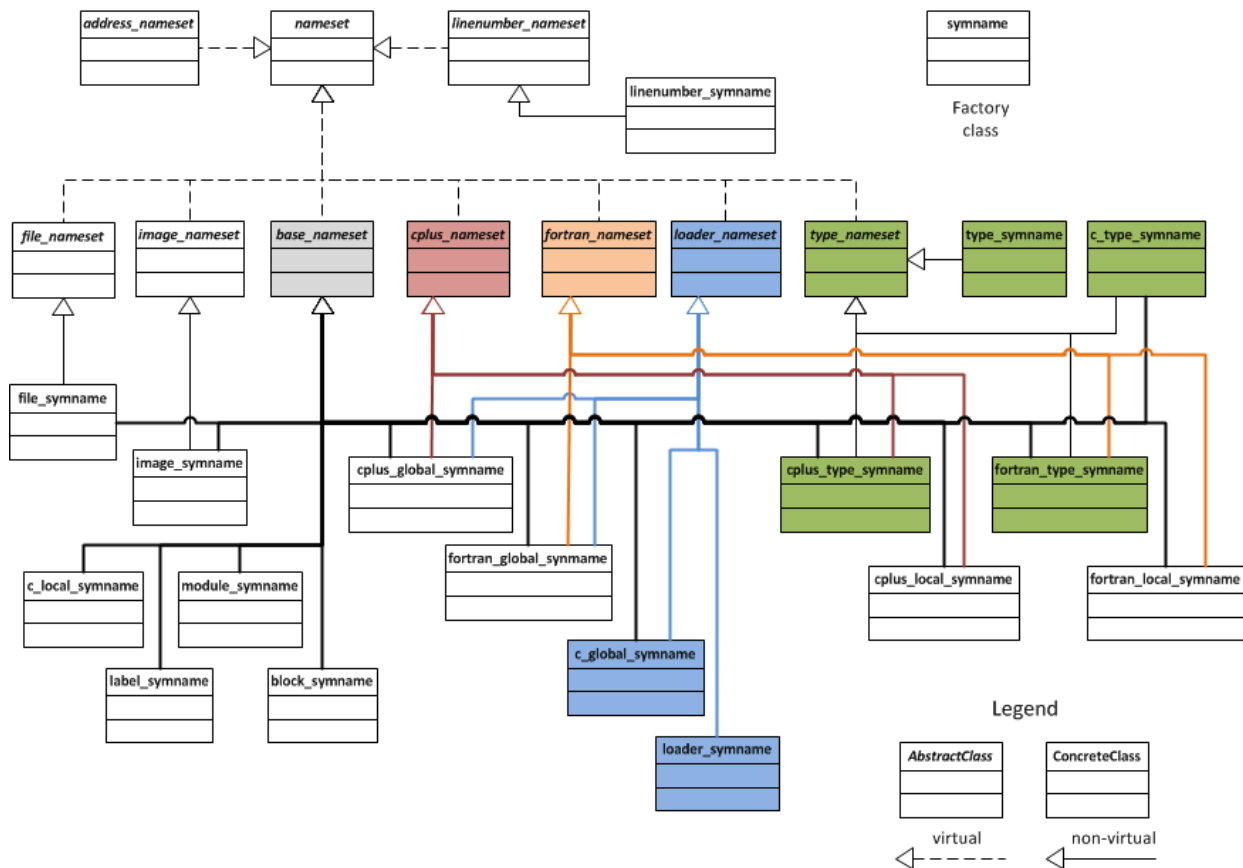 address_nameset
nameset
linenumber_nameset
symname
linenumber_symname
Factory
class
file_nameset
image_nameset
base_nameset
cplus_nameset
fortran_nameset
loader_nameset
type_nameset
type_symname
c_type_symname
file_symname
image_symname
cplus_global_symname
cplus_type_symname
fortran_type_symname
fortran_global_synmame
c_local_symname
module_symname
cplus_local_symname
fortran_local_symname
c_global_symname
label_symname
block_symname
Legend
loader_symname
AbstractClass
ConcreteClass
virtual
non-virtual